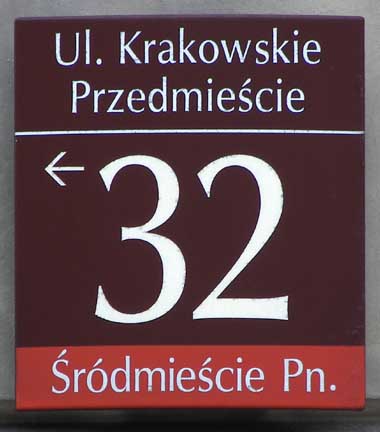 Ul. Krakowskie
Przedmieście
← 32
Śródmieście Pn.